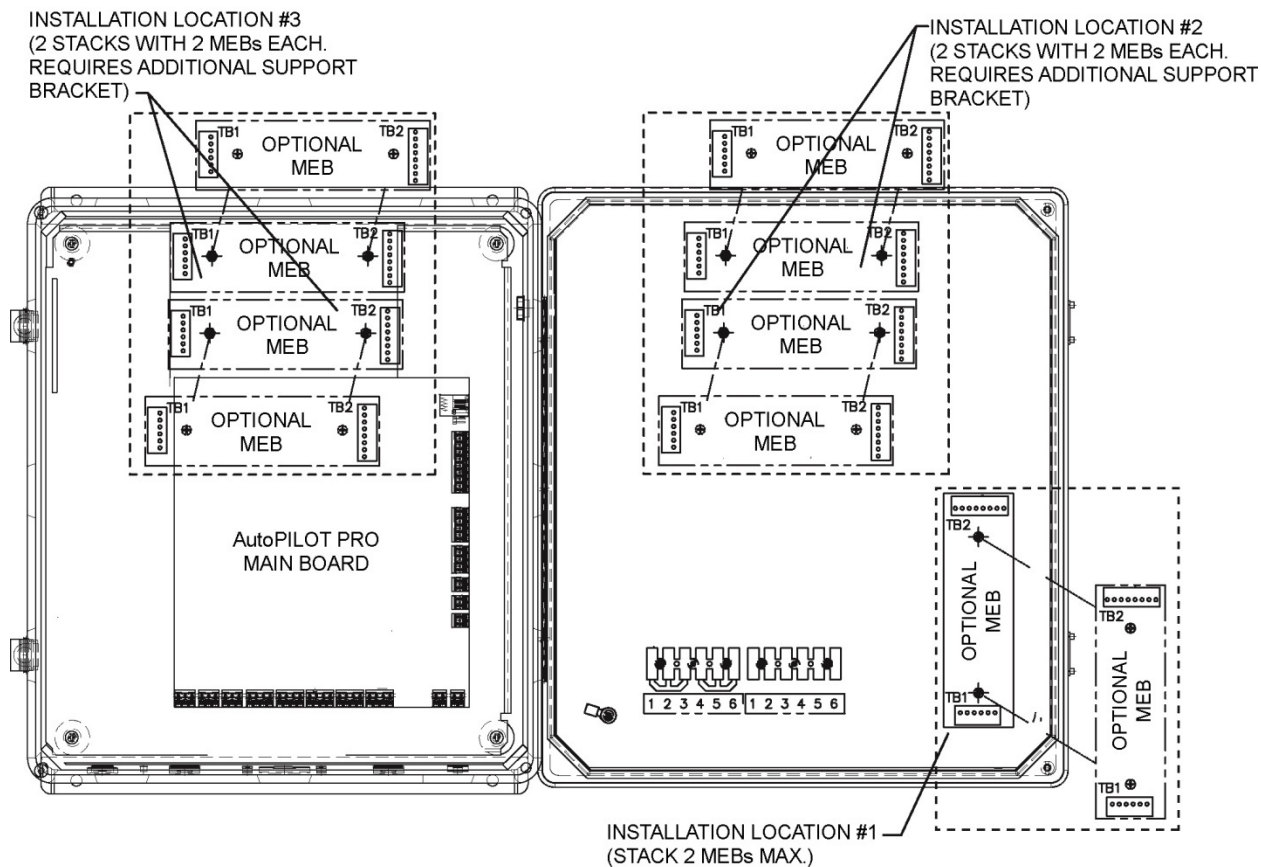 INSTALLATION LOCATION #3
(2 STACKS WITH 2 MEBs EACH.
REQUIRES ADDITIONAL SUPPORT
BRACKET)
INSTALLATION LOCATION #2
(2 STACKS WITH 2 MEBs EACH.
REQUIRES ADDITIONAL SUPPORT
BRACKET)
TB1 OPTIONAL TB2
MEB
TB1 OPTIONAL TB2
MEB
TB1 OPTIONAL TB2
MEB
TB1 OPTIONAL TB2
MEB
TB1 OPTIONAL TB2
MEB
TB1 OPTIONAL TB2
MEB
TB1 OPTIONAL TB2
MEB
TB1 OPTIONAL TB2
MEB
AutoPILOT PRO
MAIN BOARD
TB2
OPTIONAL
MEB
TB1
TB2
OPTIONAL
MEB
TB1
1 2 3 4 5 6 1 2 3 4 5 6
INSTALLATION LOCATION #1
(STACK 2 MEBs MAX.)